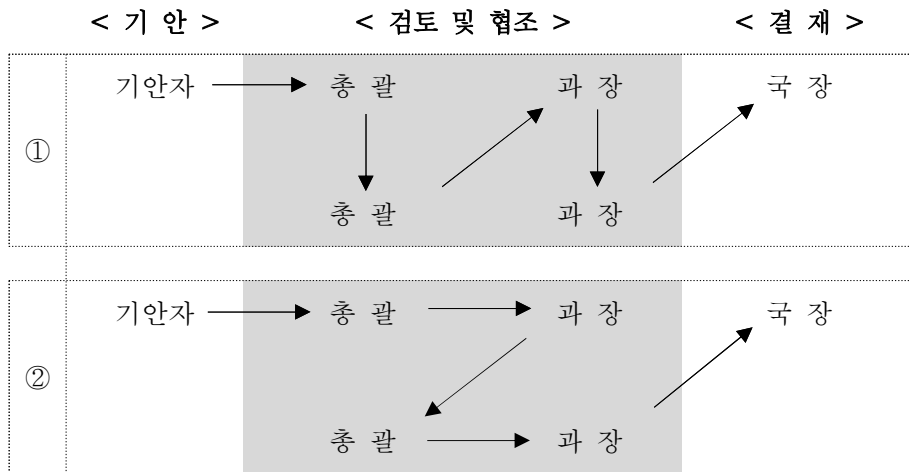 < 기 안 > < 검토 및 협조 > < 결 재 >
기안자 총 괄 과 장 국 장
①
총 괄 과 장
기안자 총 괄 과 장 국 장
②
총 괄 과 장